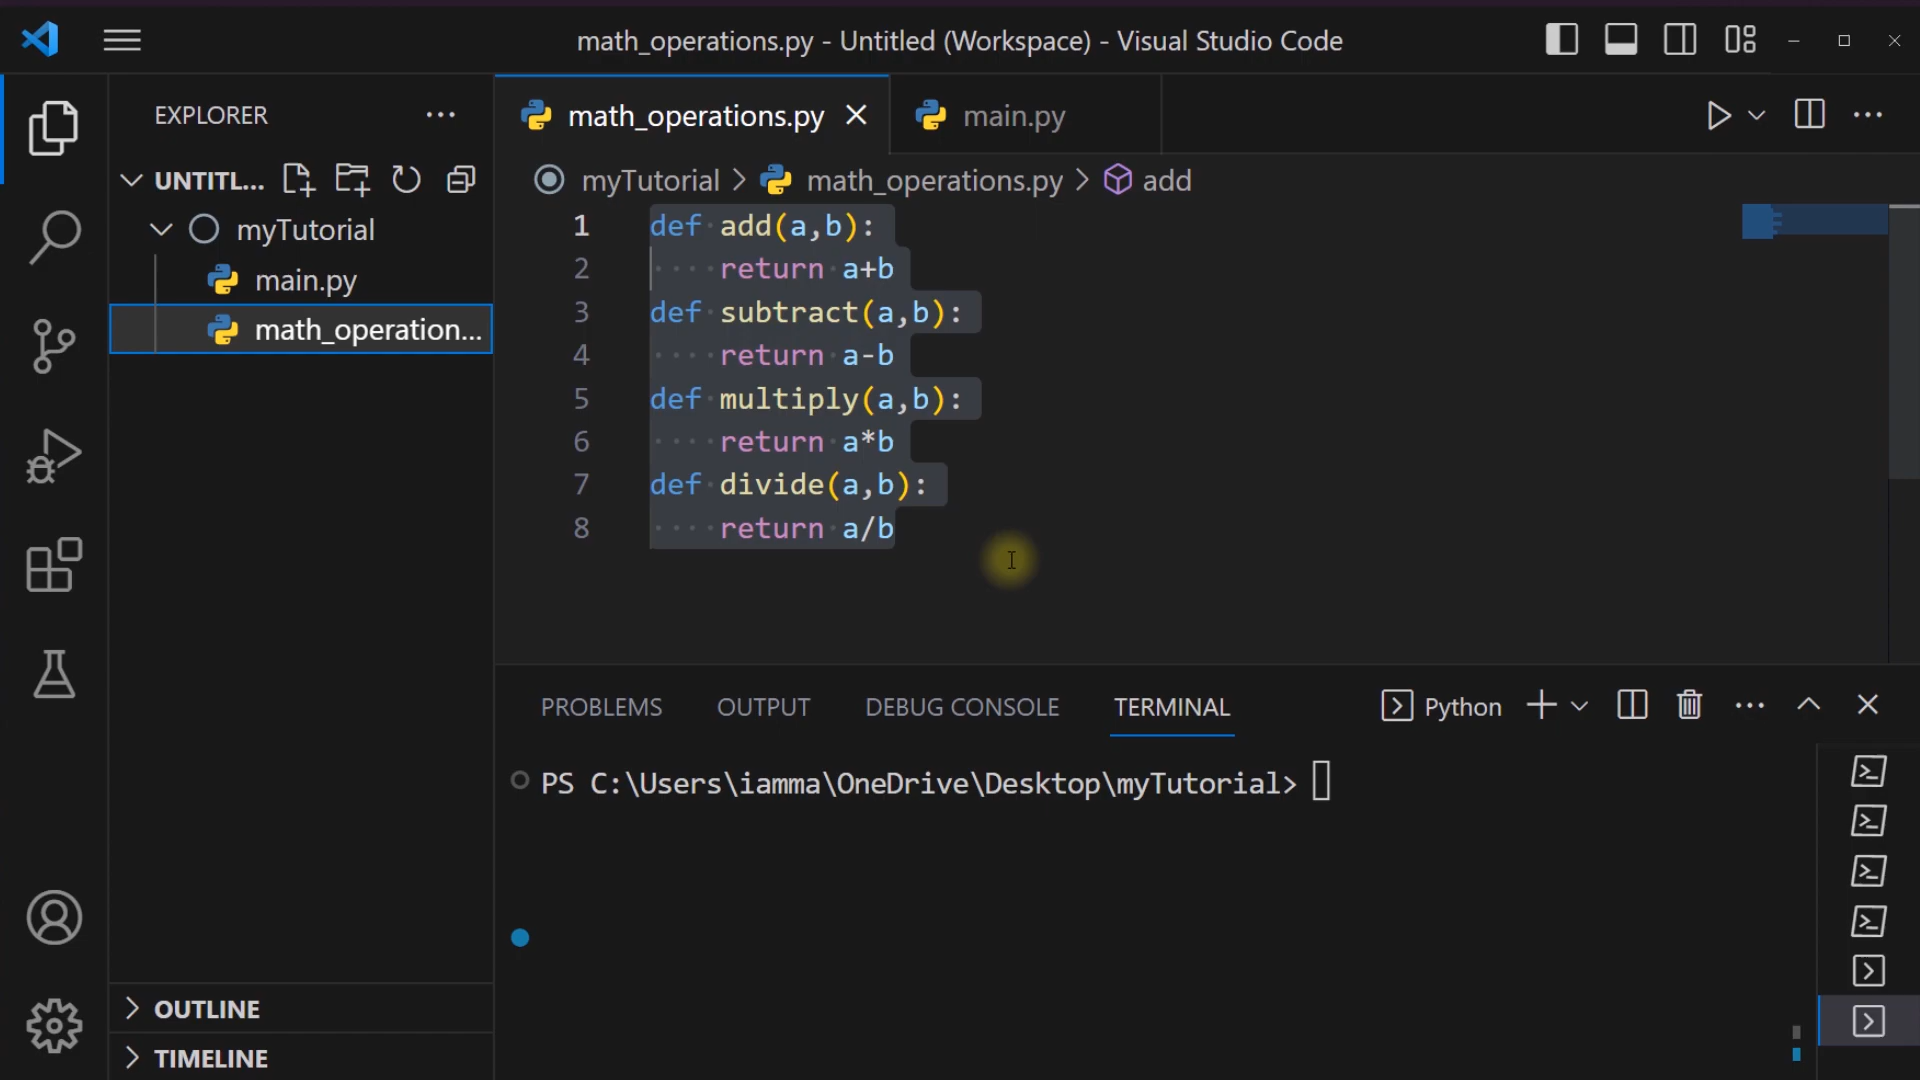 math_operations.py - Untitled (Workspace) - Visual Studio Code
EXPLORER
UNTITL...
myTutorial
main.py
math_operation...
OUTLINE
TIMELINE
math_operations.py
main.py
myTutorial > math_operations.py > add
1 def add(a,b):
2 return a+b
3 def subtract(a,b):
4 return a-b
5 def multiply(a,b):
6 return a*b
7 def divide(a,b):
8 return a/b
PROBLEMS OUTPUT DEBUG CONSOLE TERMINAL
Python
PS C:\Users\iamma\OneDrive\Desktop\myTutorial>